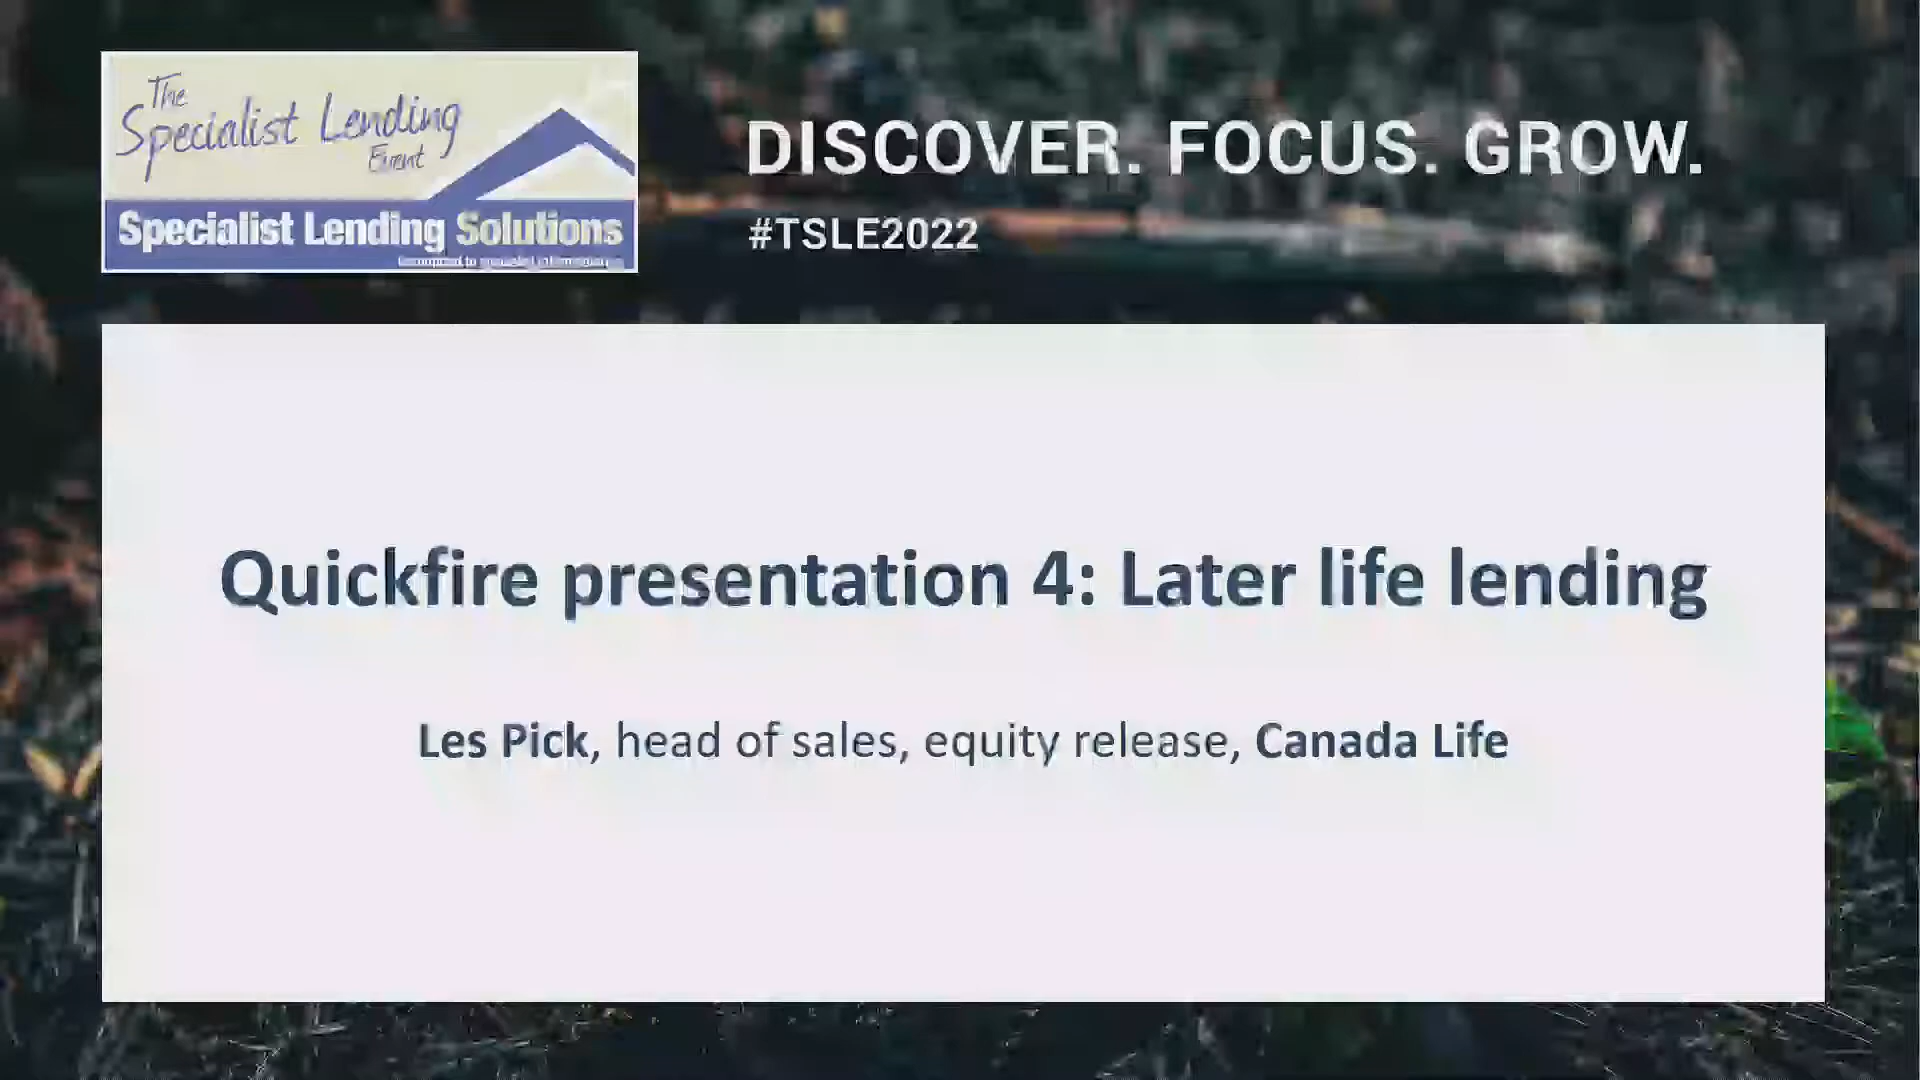 The
Specialist Lending
Event
Specialist Lending Solutions
DISCOVER. FOCUS. GROW.
#TSLE2022
Quickfire presentation 4: Later life lending
Les Pick, head of sales, equity release, Canada Life